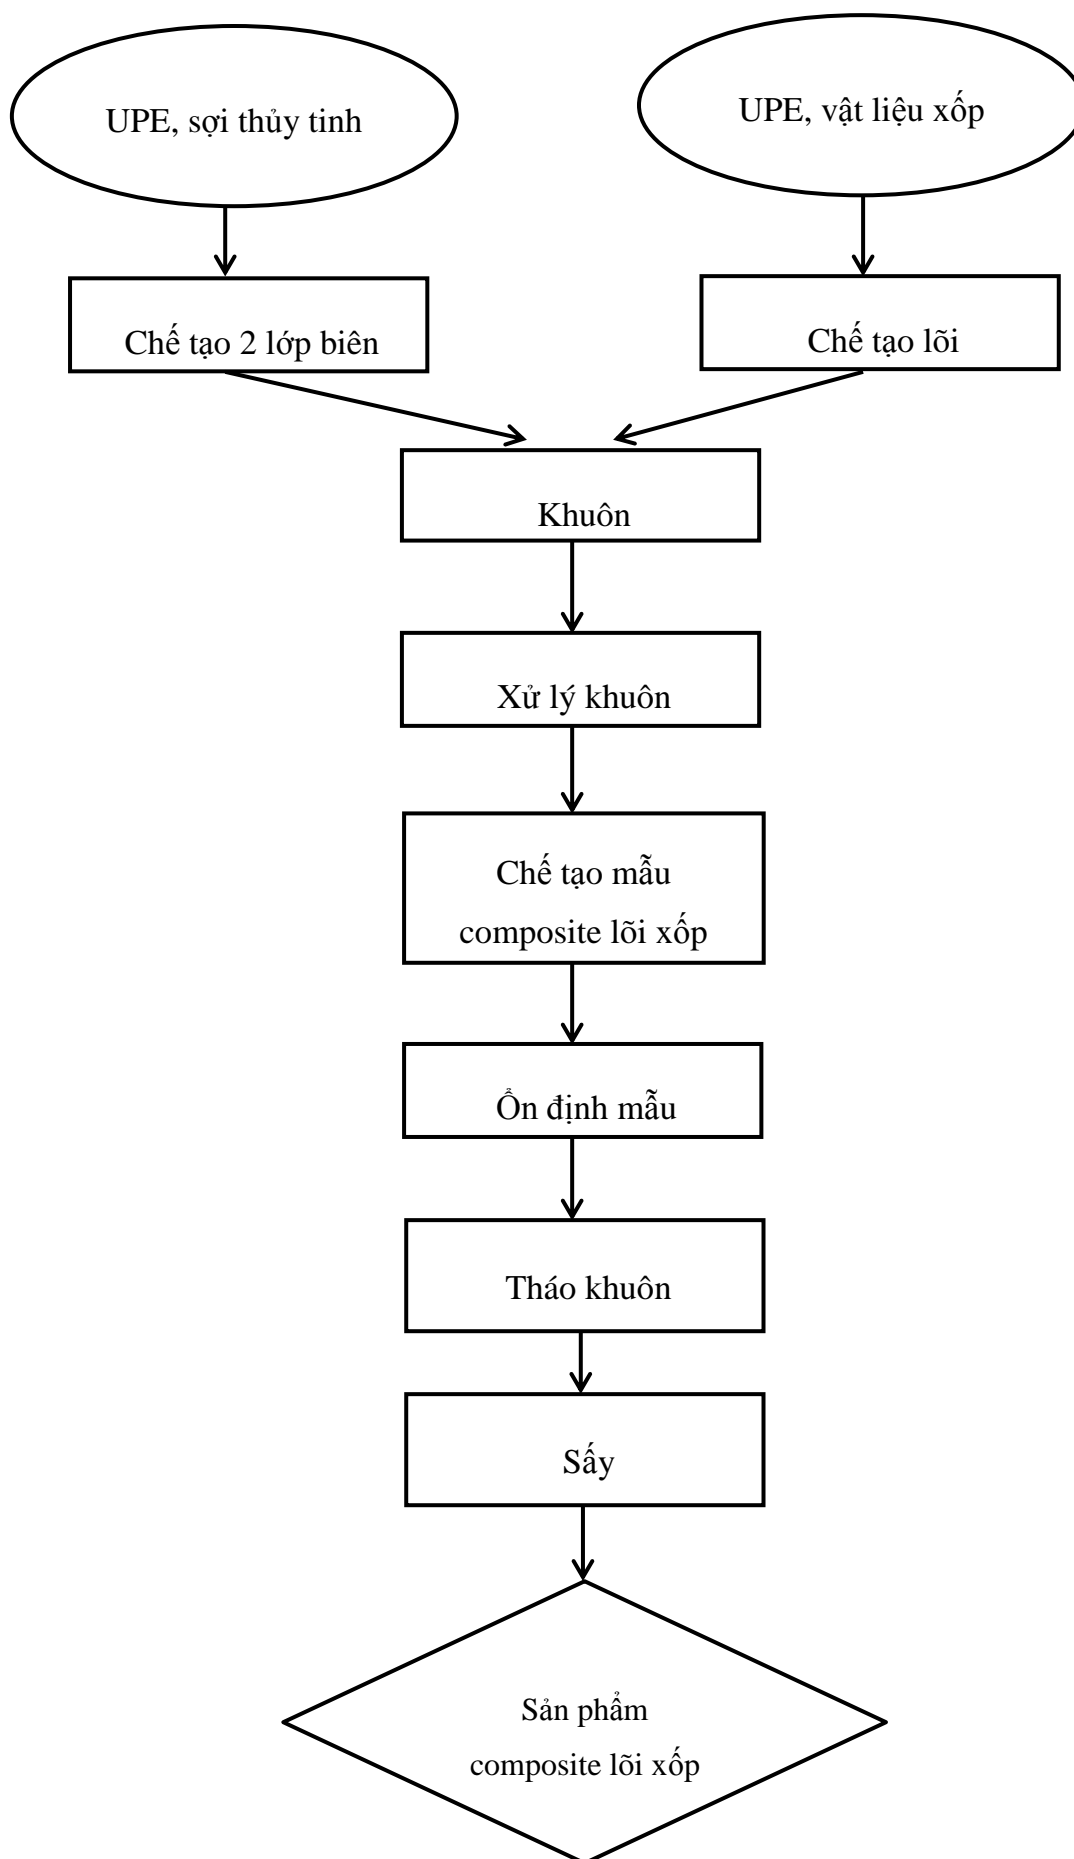 UPE, sợi thủy tinh
UPE, vật liệu xốp
Chế tạo 2 lớp biên
Chế tạo lõi
Khuôn
Xử lý khuôn
Chế tạo mẫu
composite lõi xốp
Ổn định mẫu
Tháo khuôn
Sấy
Sản phẩm
composite lõi xốp